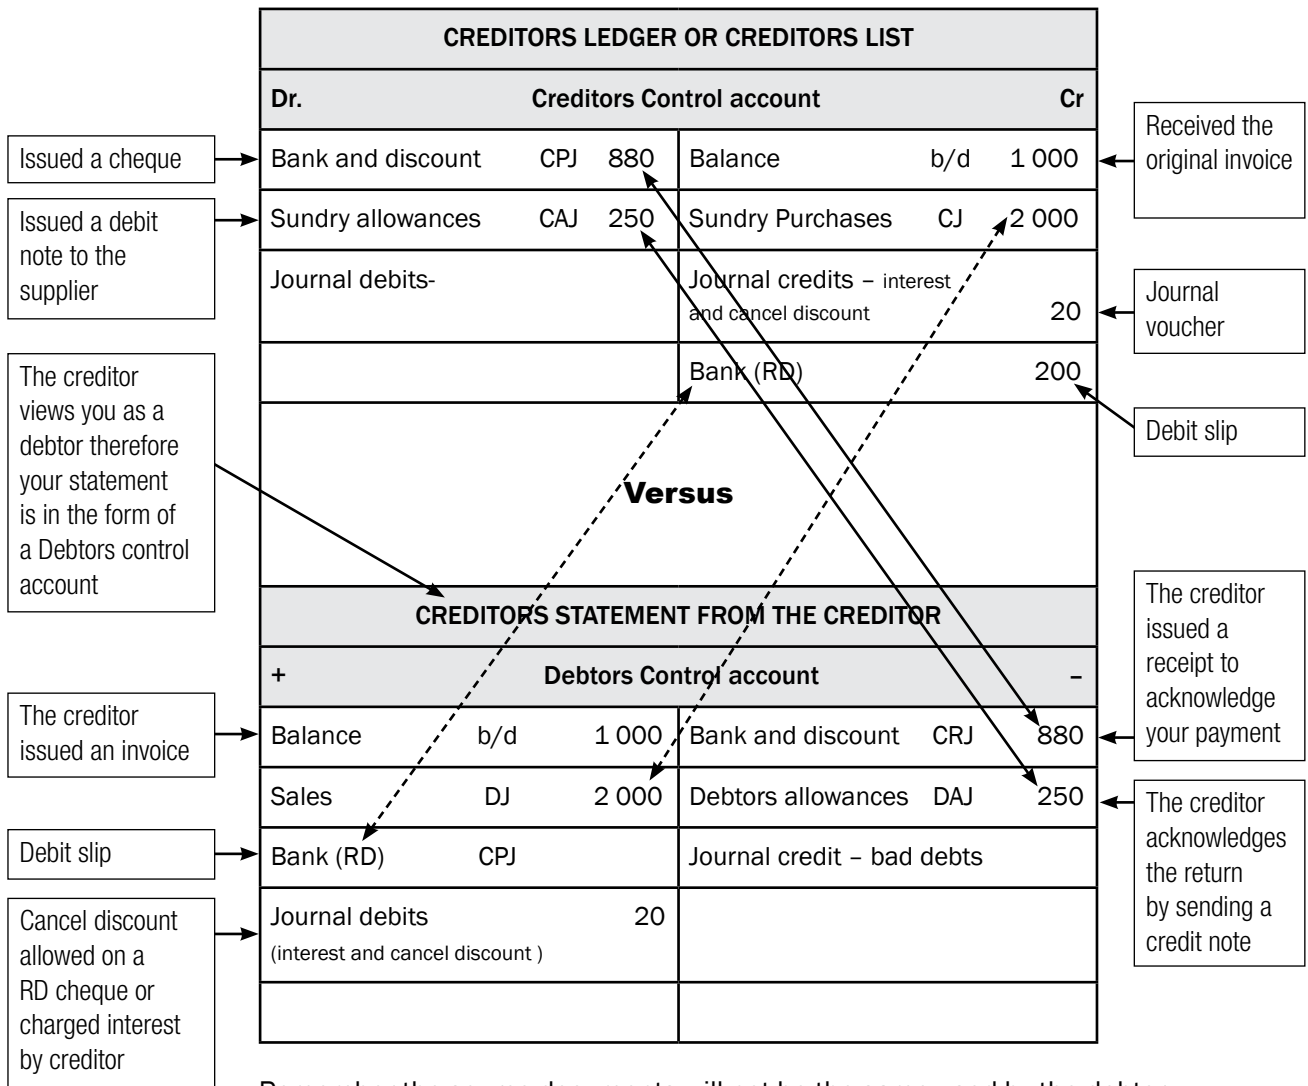 CREDITORS LEDGER OR CREDITORS LIST
Dr. Creditors Control account Cr
Issued a cheque
Bank and discount CPJ 880 Balance b/d 1 000
Received the
original invoice
Issued a debit
note to the
supplier
Sundry allowances CAJ 250 Sundry Purchases CJ 2 000
Journal debits- Journal credits – interest
and cancel discount 20
Journal
voucher
Bank (RD) 200
Debit slip
The creditor
views you as a
debtor therefore
your statement
is in the form of
a Debtors control
account
Versus
CREDITORS STATEMENT FROM THE CREDITOR
+ Debtors Control account –
The creditor
issued a
receipt to
acknowledge
your payment
The creditor
issued an invoice
Balance b/d 1 000 Bank and discount CRJ 880
Sales DJ 2 000 Debtors allowances DAJ 250
The creditor
acknowledges
the return
by sending a
credit note
Debit slip
Bank (RD) CPJ Journal credit – bad debts
Cancel discount
allowed on a
RD cheque or
charged interest
by creditor
Journal debits 20
(interest and cancel discount )